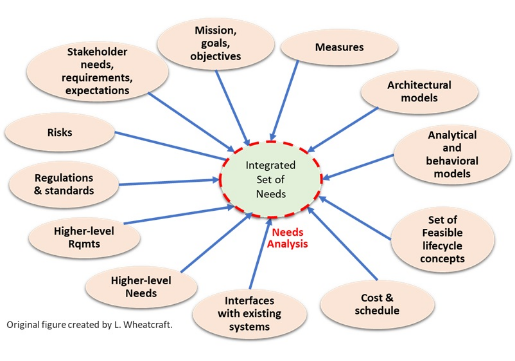 Mission,
goals,
objectives
Measures
Stakeholder
needs,
requirements,
expectations
Architectural
models
Risks
Analytical
and
behavioral
models
Integrated
Set of
Needs
Regulations
& standards
Higher-level
Rqmts
Needs
Analysis
Set of
Feasible
lifecycle
concepts
Higher-level
Needs
Interfaces
with existing
systems
Cost &
schedule
Original figure created by L. Wheatcraft.